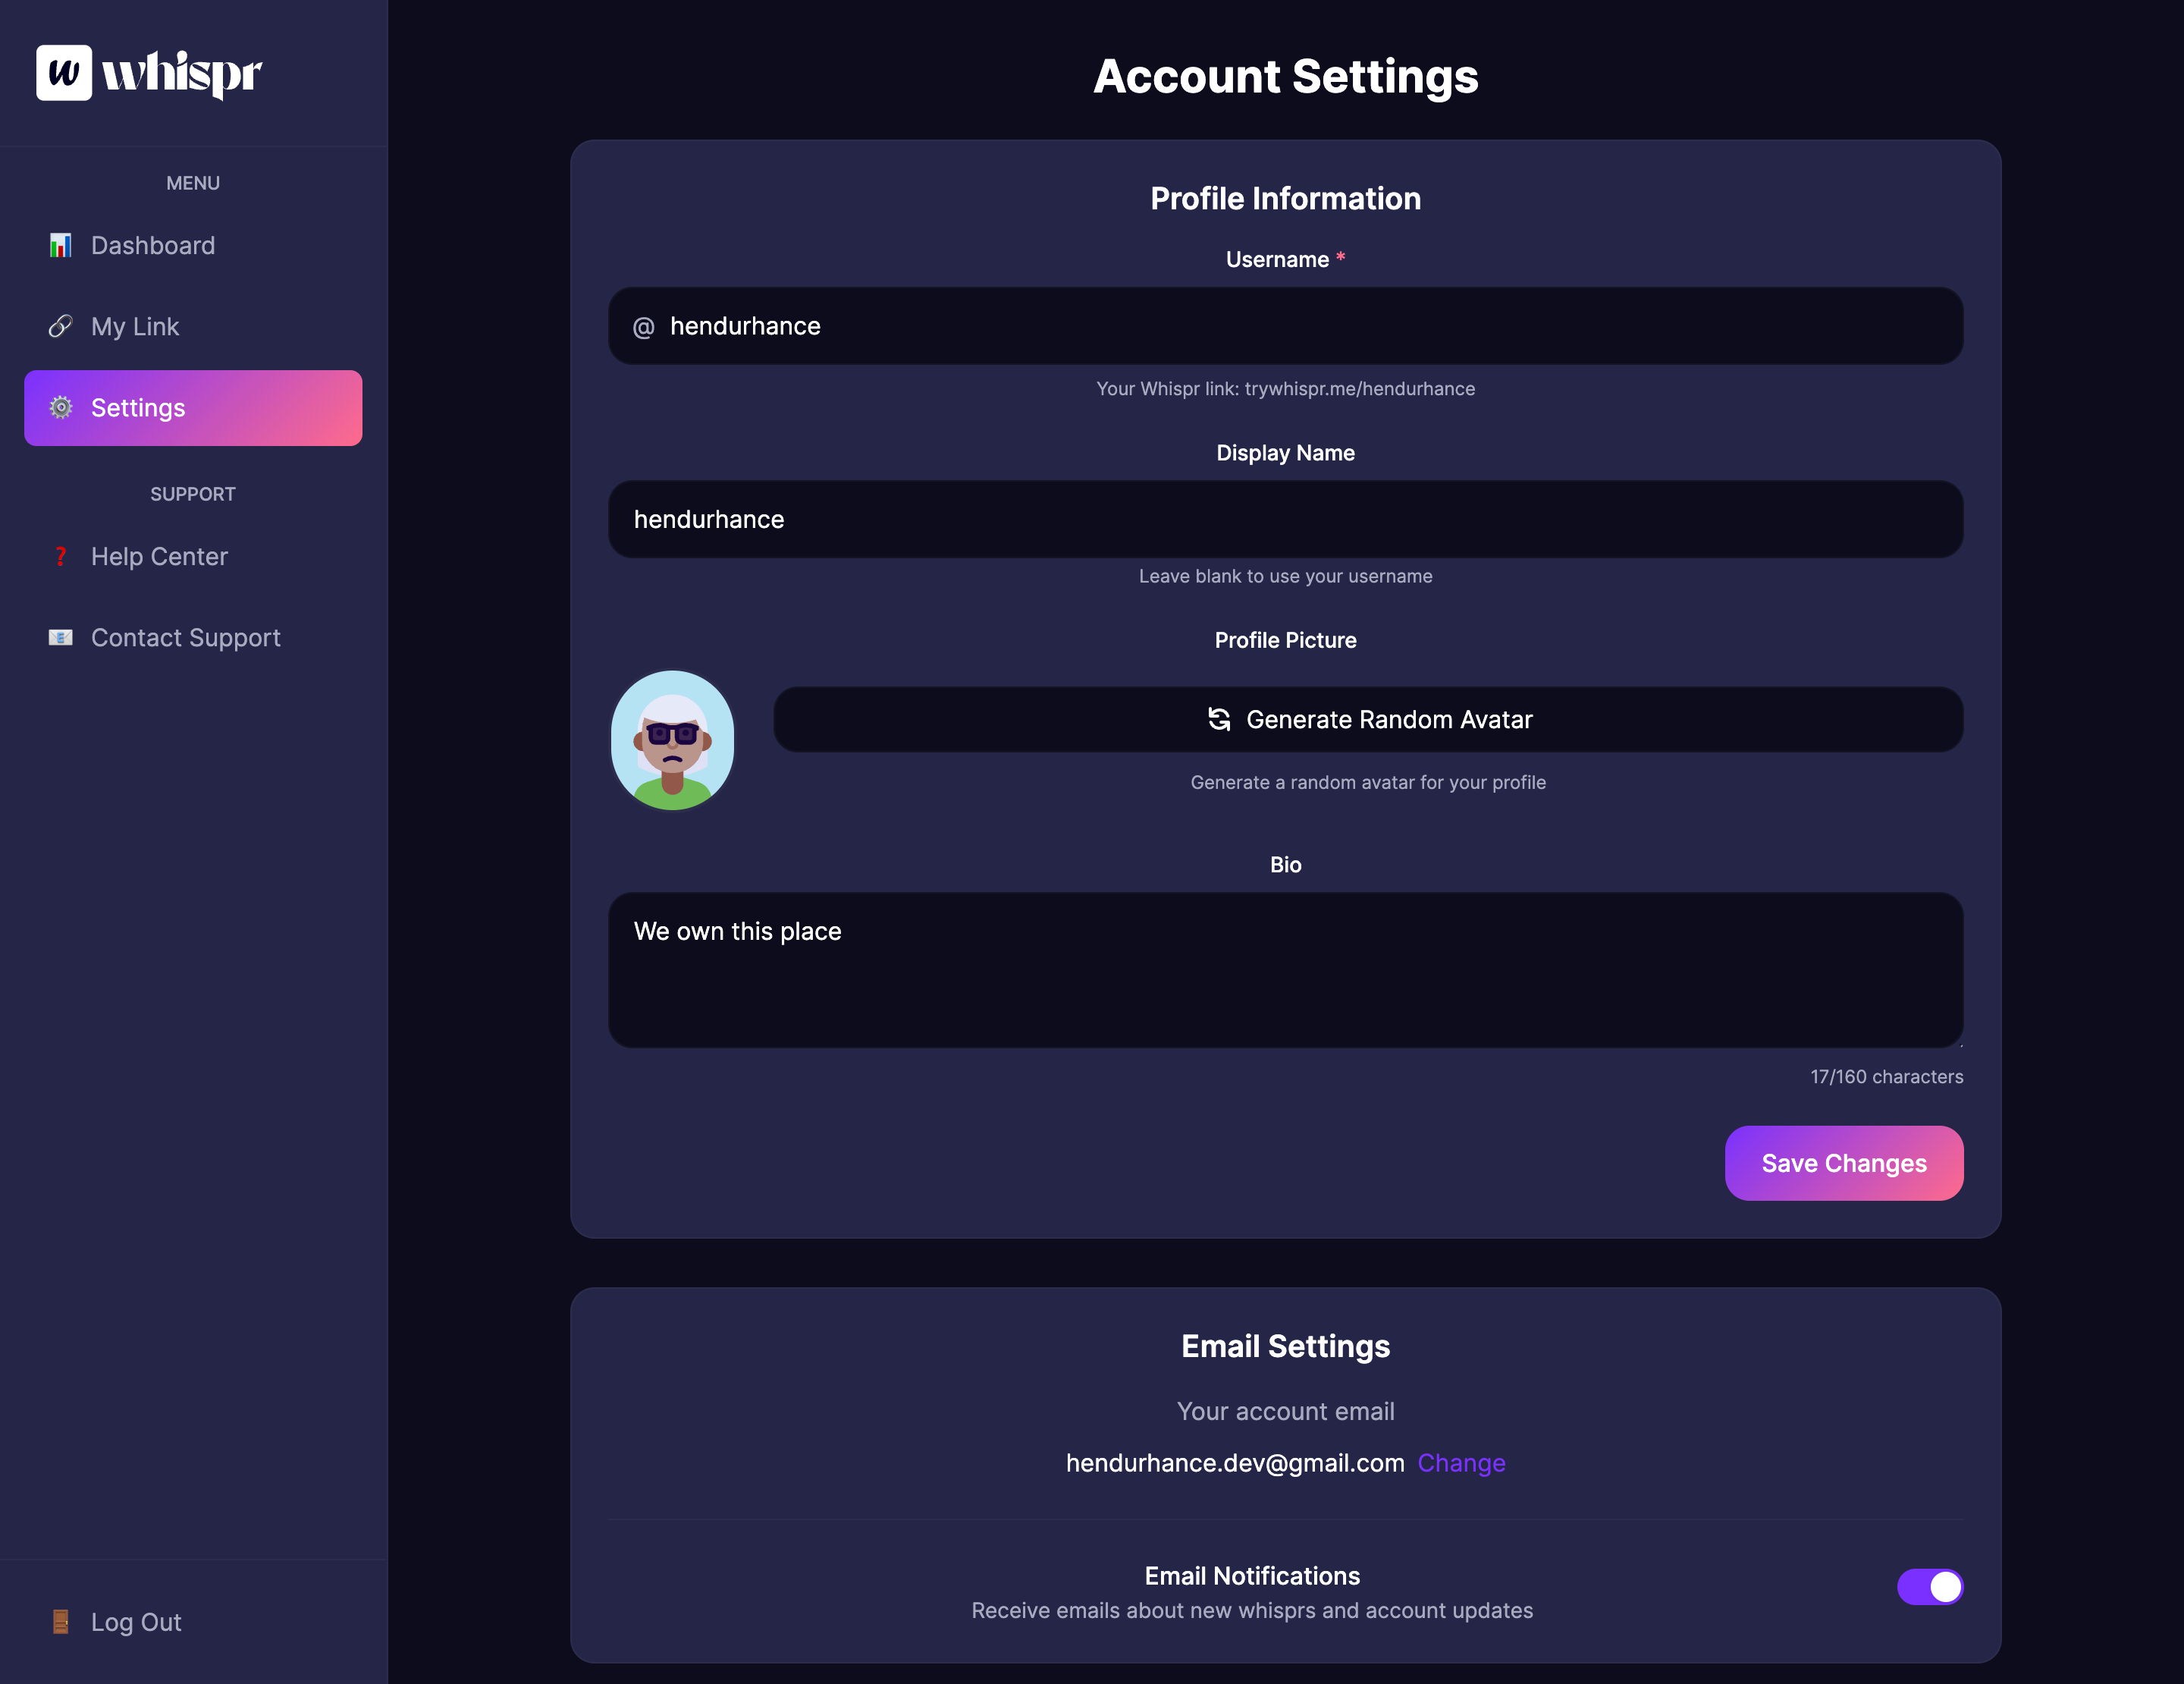 w whispr
MENU
Dashboard
My Link
Settings
SUPPORT
Help Center
Contact Support
Log Out
Account Settings
Profile Information
Username *
@ hendurhance
Your Whispr link: trywhispr.me/hendurhance
Display Name
hendurhance
Leave blank to use your username
Profile Picture
Generate Random Avatar
Generate a random avatar for your profile
Bio
We own this place
17/160 characters
Save Changes
Email Settings
Your account email
hendurhance.dev@gmail.com Change
Email Notifications
Receive emails about new whisprs and account updates